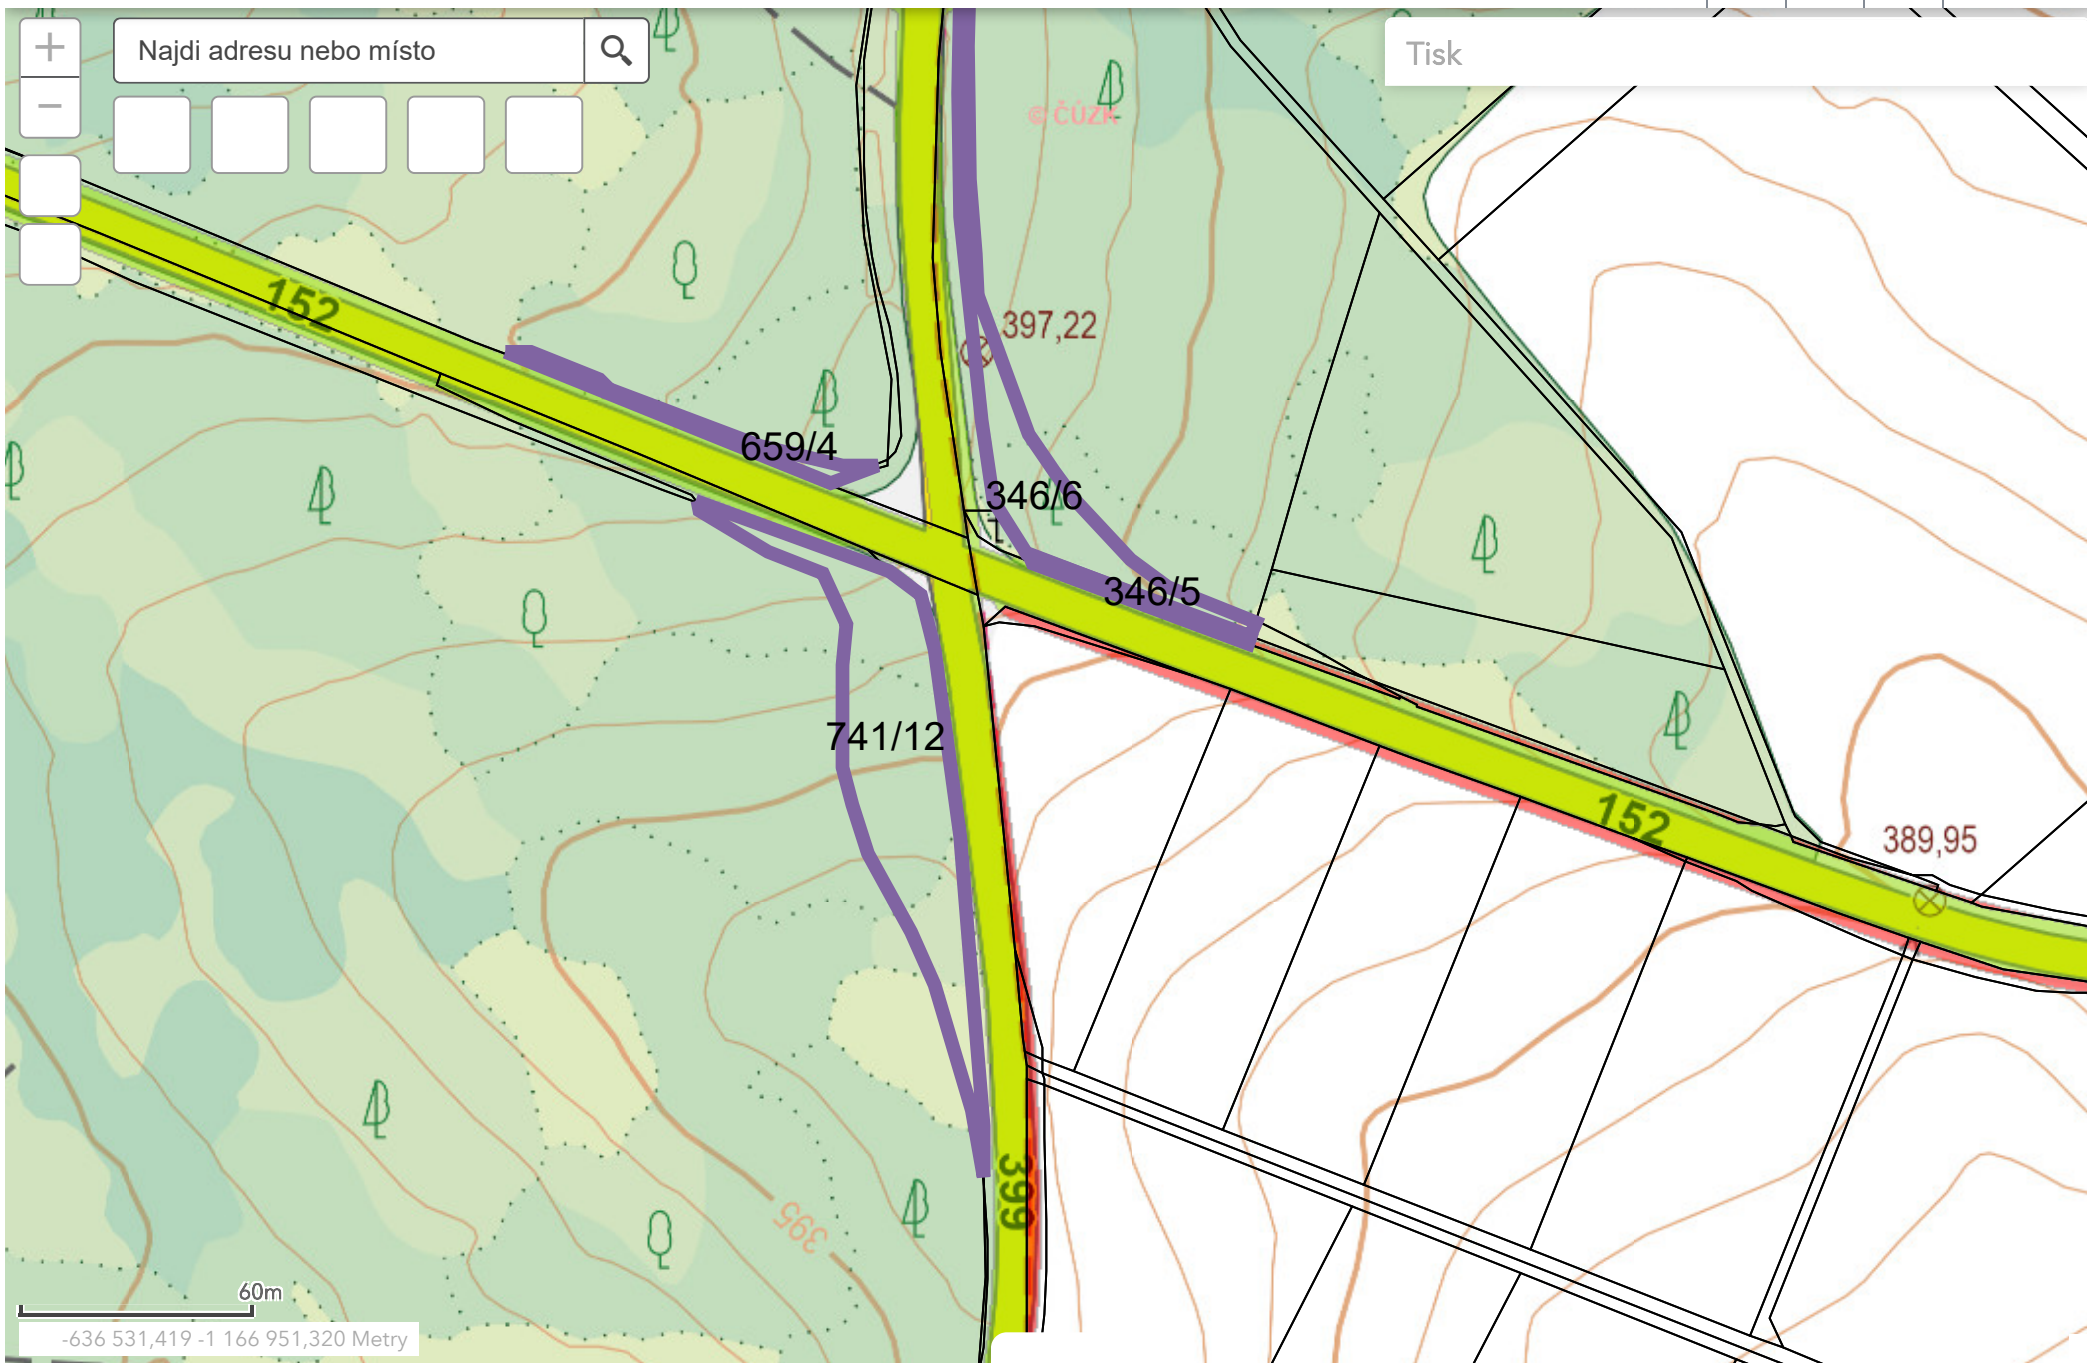 +
Najdi adresu nebo místo
Tisk
−
© ČÚZK
152
397,22
659/4
346/6
346/5
741/12
152
389,95
399
395
60m
-636 531,419 -1 166 951,320 Metry